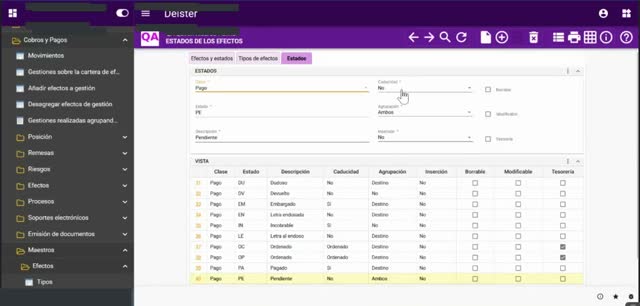 Deister
Cobros y Pagos
Movimientos
Gestiones sobre la cartera de ef...
Añadir efectos a gestión
Desagregar efectos de gestión
Gestiones realizadas agrupand...
Posición
Remesas
Riesgos
Efectos
Procesos
Soportes electrónicos
Emisión de documentos
Maestros
Efectos
Tipos
QA
ESTADOS DE LOS EFECTOS
Efectos y estados Tipos de efectos Estados
ESTADOS
Clase * Caducidad *
Pago No Borrable
Estado * Agrupación *
PE Ambos Modificable
Descripción * Inserción *
Pendiente No Tesorería
VISTA
Clase Estado Descripción Caducidad Agrupación Inserción Borrable Modificable Tesorería
31 Pago DU Dudoso No Destino No
32 Pago DV Devuelto No Destino No
33 Pago EM Embargado Sí Destino No
34 Pago EN Letra endosada No Destino No
35 Pago IN Incobrable Sí No No
36 Pago LE Letra al endoso No Destino No
37 Pago OC Ordenado Ordenado Destino No
38 Pago OP Ordenado Ordenado Destino No
39 Pago PA Pagado Sí Destino No
40 Pago PE Pendiente No Ambos No